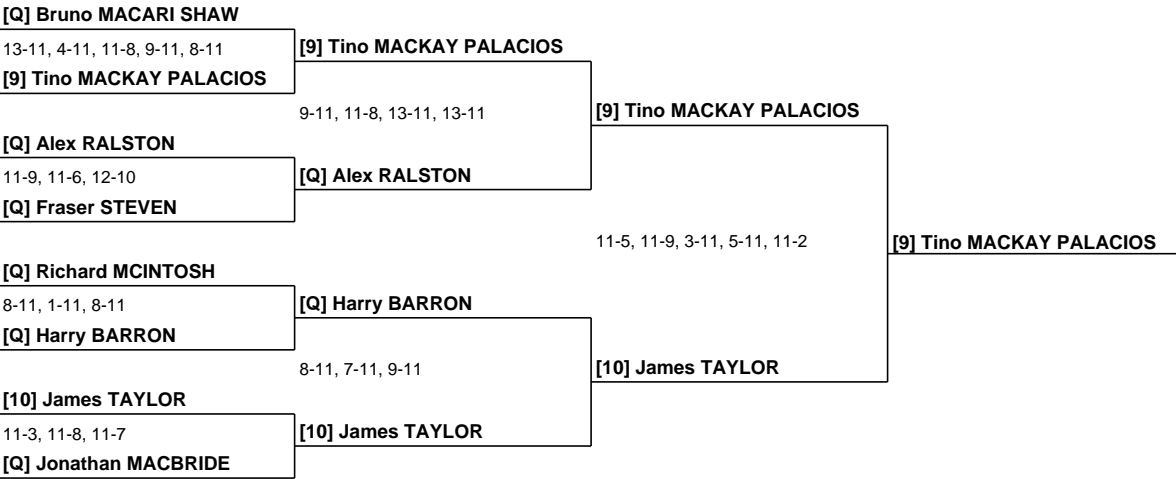 [Q] Bruno MACARI SHAW
13-11, 4-11, 11-8, 9-11, 8-11
[9] Tino MACKAY PALACIOS
[9] Tino MACKAY PALACIOS
9-11, 11-8, 13-11, 13-11
[9] Tino MACKAY PALACIOS
[Q] Alex RALSTON
11-9, 11-6, 12-10
[Q] Alex RALSTON
[Q] Fraser STEVEN
11-5, 11-9, 3-11, 5-11, 11-2
[9] Tino MACKAY PALACIOS
[Q] Richard MCINTOSH
8-11, 1-11, 8-11
[Q] Harry BARRON
[Q] Harry BARRON
8-11, 7-11, 9-11
[10] James TAYLOR
[10] James TAYLOR
11-3, 11-8, 11-7
[10] James TAYLOR
[Q] Jonathan MACBRIDE